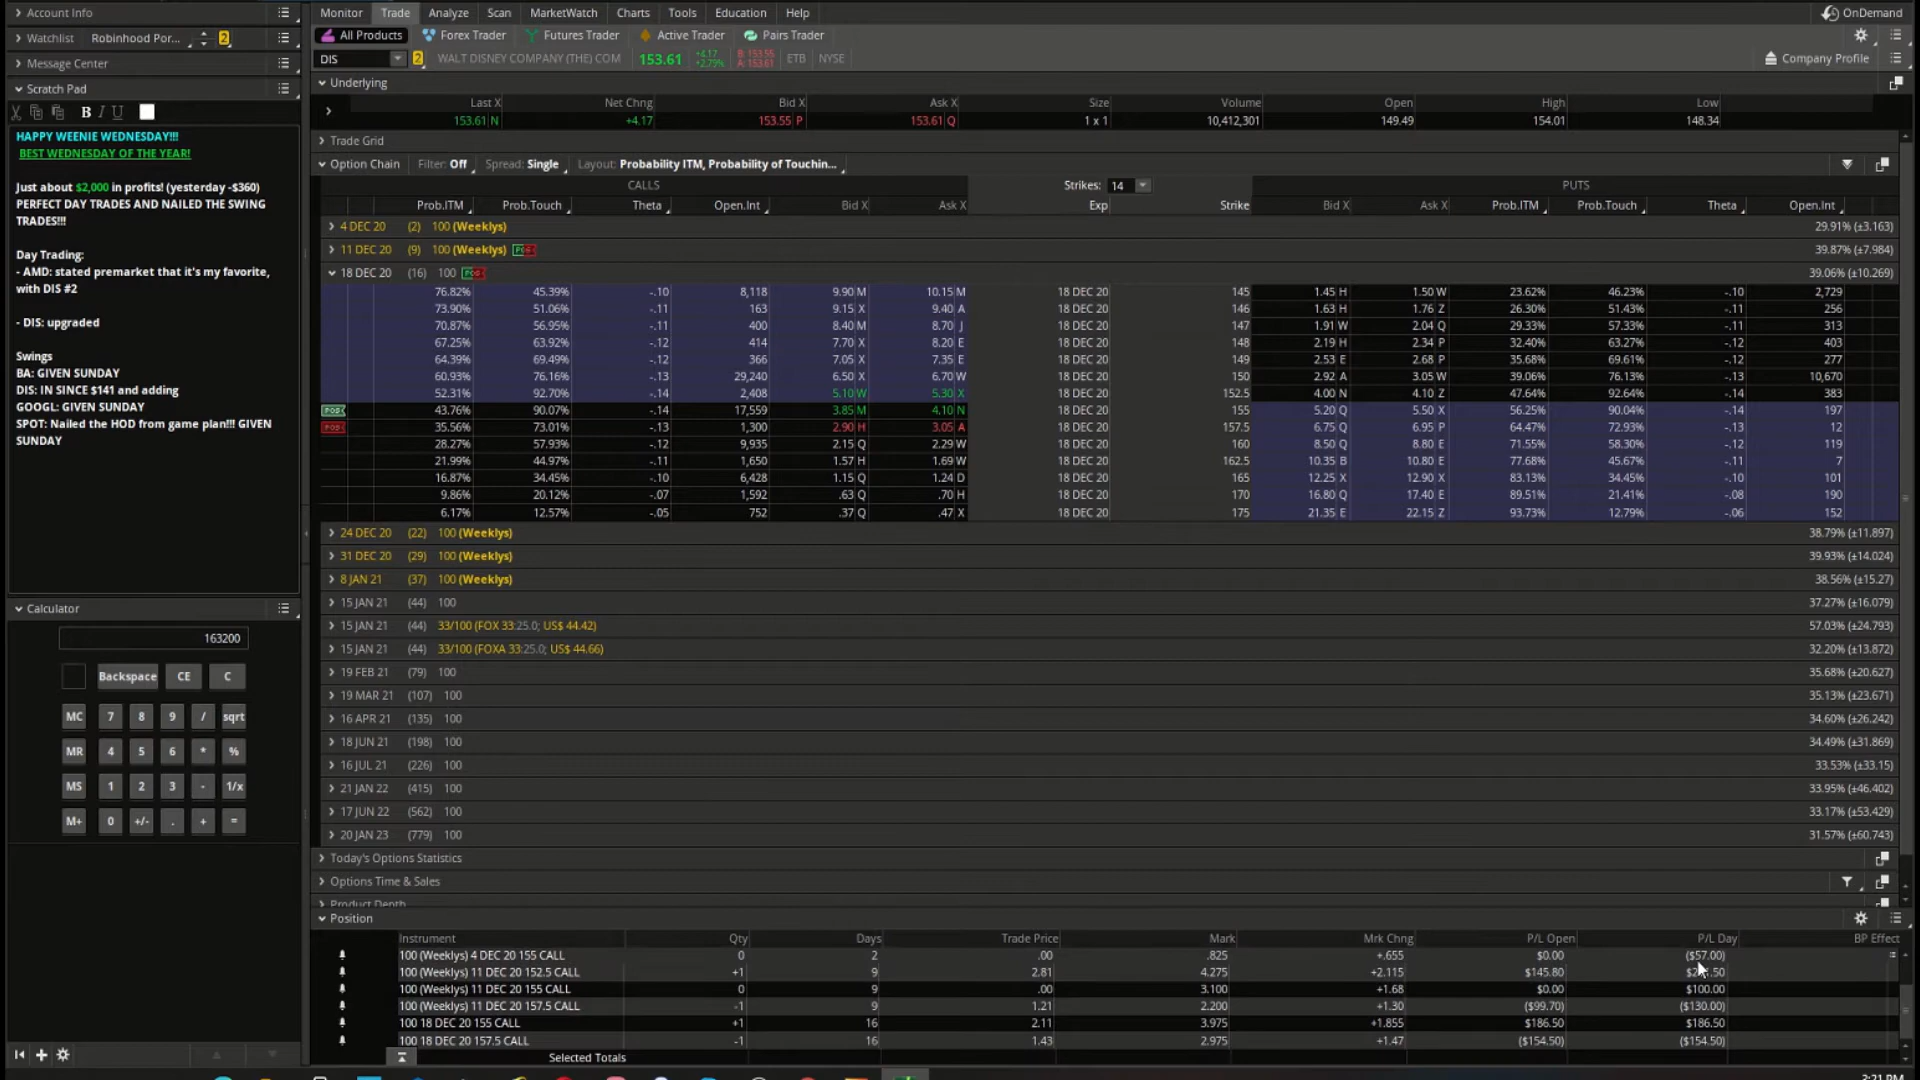 Account Info
Monitor Trade Analyze Scan MarketWatch Charts Tools Education Help OnDemand
Watchlist Robinhood Por... 2
All Products Forex Trader Futures Trader Active Trader Pairs Trader
Message Center
DIS 2 WALT DISNEY COMPANY (THE) COM 153.61 +4.17 +2.79% B: 153.55 A: 153.61 ETB NYSE Company Profile
Scratch Pad
Underlying
B I U
Last X Net Chng Bid X Ask X Size Volume Open High Low
153.61 N +4.17 153.55 P 153.61 Q 1 x 1 10,412,301 149.49 154.01 148.34
HAPPY WEENIE WEDNESDAY!!!
BEST WEDNESDAY OF THE YEAR!
Just about $2,000 in profits! (yesterday -$360)
PERFECT DAY TRADES AND NAILED THE SWING
TRADES!!!
Day Trading:
- AMD: stated premarket that it's my favorite,
with DIS #2
- DIS: upgraded
Swings
BA: GIVEN SUNDAY
DIS: IN SINCE $141 and adding
GOOGL: GIVEN SUNDAY
SPOT: Nailed the HOD from game plan!!! GIVEN
SUNDAY
Trade Grid
Option Chain Filter: Off Spread: Single Layout: Probability ITM, Probability of Touchin...
CALLS Strikes: 14 PUTS
Prob.ITM Prob.Touch Theta Open.Int Bid X Ask X Exp Strike Bid X Ask X Prob.ITM Prob.Touch Theta Open.Int
4 DEC 20 (2) 100 (Weeklys) 29.91% (±3.163)
11 DEC 20 (9) 100 (Weeklys) 39.87% (±7.984)
18 DEC 20 (16) 100 39.06% (±10.269)
76.82% 45.39% -.10 8,118 9.90 M 10.15 M 18 DEC 20 145 1.45 H 1.50 W 23.62% 46.23% -.10 2,729
73.90% 51.06% -.11 163 9.15 X 9.40 A 18 DEC 20 146 1.63 H 1.76 Z 26.30% 51.43% -.11 256
70.87% 56.95% -.11 400 8.40 M 8.70 J 18 DEC 20 147 1.91 W 2.04 Q 29.33% 57.33% -.11 313
67.25% 63.92% -.12 414 7.70 X 8.20 E 18 DEC 20 148 2.19 H 2.34 P 32.40% 63.27% -.12 403
64.39% 69.49% -.12 366 7.05 X 7.35 E 18 DEC 20 149 2.53 E 2.68 P 35.68% 69.61% -.12 277
60.93% 76.16% -.13 29,240 6.50 X 6.70 W 18 DEC 20 150 2.92 A 3.05 W 39.06% 76.13% -.13 10,670
52.31% 92.70% -.14 2,408 5.10 W 5.30 X 18 DEC 20 152.5 4.00 N 4.10 Z 47.64% 92.64% -.14 383
43.76% 90.07% -.14 17,559 3.85 M 4.10 N 18 DEC 20 155 5.20 Q 5.50 X 56.25% 90.04% -.14 197
35.56% 73.01% -.13 1,300 2.90 H 3.05 A 18 DEC 20 157.5 6.75 Q 6.95 P 64.47% 72.93% -.13 12
28.27% 57.93% -.12 9,935 2.15 Q 2.29 W 18 DEC 20 160 8.50 Q 8.80 E 71.55% 58.30% -.12 119
21.99% 44.97% -.11 1,650 1.57 H 1.69 W 18 DEC 20 162.5 10.35 B 10.80 E 77.68% 45.67% -.11 7
16.87% 34.45% -.10 6,428 1.15 Q 1.24 D 18 DEC 20 165 12.25 X 12.90 X 83.13% 34.45% -.10 101
9.86% 20.12% -.07 1,592 .63 Q .70 H 18 DEC 20 170 16.80 Q 17.40 E 89.51% 21.41% -.08 190
6.17% 12.57% -.05 752 .37 Q .47 X 18 DEC 20 175 21.35 E 22.15 Z 93.73% 12.79% -.06 152
24 DEC 20 (22) 100 (Weeklys) 38.79% (±11.897)
31 DEC 20 (29) 100 (Weeklys) 39.93% (±14.024)
8 JAN 21 (37) 100 (Weeklys) 38.56% (±15.27)
15 JAN 21 (44) 100 37.27% (±16.079)
15 JAN 21 (44) 33/100 (FOX 33:25.0; US$ 44.42) 57.03% (±24.793)
15 JAN 21 (44) 33/100 (FOXA 33:25.0; US$ 44.66) 32.20% (±13.872)
19 FEB 21 (79) 100 35.68% (±20.627)
19 MAR 21 (107) 100 35.13% (±23.671)
16 APR 21 (135) 100 34.60% (±26.242)
18 JUN 21 (198) 100 34.49% (±31.869)
16 JUL 21 (226) 100 33.53% (±33.15)
21 JAN 22 (415) 100 33.95% (±46.402)
17 JUN 22 (562) 100 33.17% (±53.429)
20 JAN 23 (779) 100 31.57% (±60.743)
Calculator
163200
Backspace CE C
MC 7 8 9 / sqrt
MR 4 5 6 * %
MS 1 2 3 - 1/x
M+ 0 +/- . + =
Today's Options Statistics
Options Time & Sales
Product Depth
Position
Instrument Qty Days Trade Price Mark Mrk Chng P/L Open P/L Day BP Effect
100 (Weeklys) 4 DEC 20 155 CALL 0 2 .00 .825 +.655 $0.00 ($57.00)
100 (Weeklys) 11 DEC 20 152.5 CALL +1 9 2.81 4.275 +2.115 $145.80
100 (Weeklys) 11 DEC 20 155 CALL 0 9 .00 3.100 +1.68 $0.00 $100.00
100 (Weeklys) 11 DEC 20 157.5 CALL -1 9 1.21 2.200 +1.30 ($99.70) ($130.00)
100 18 DEC 20 155 CALL +1 16 2.11 3.975 +1.855 $186.50 $186.50
100 18 DEC 20 157.5 CALL -1 16 1.43 2.975 +1.47 ($154.50) ($154.50)
Selected Totals